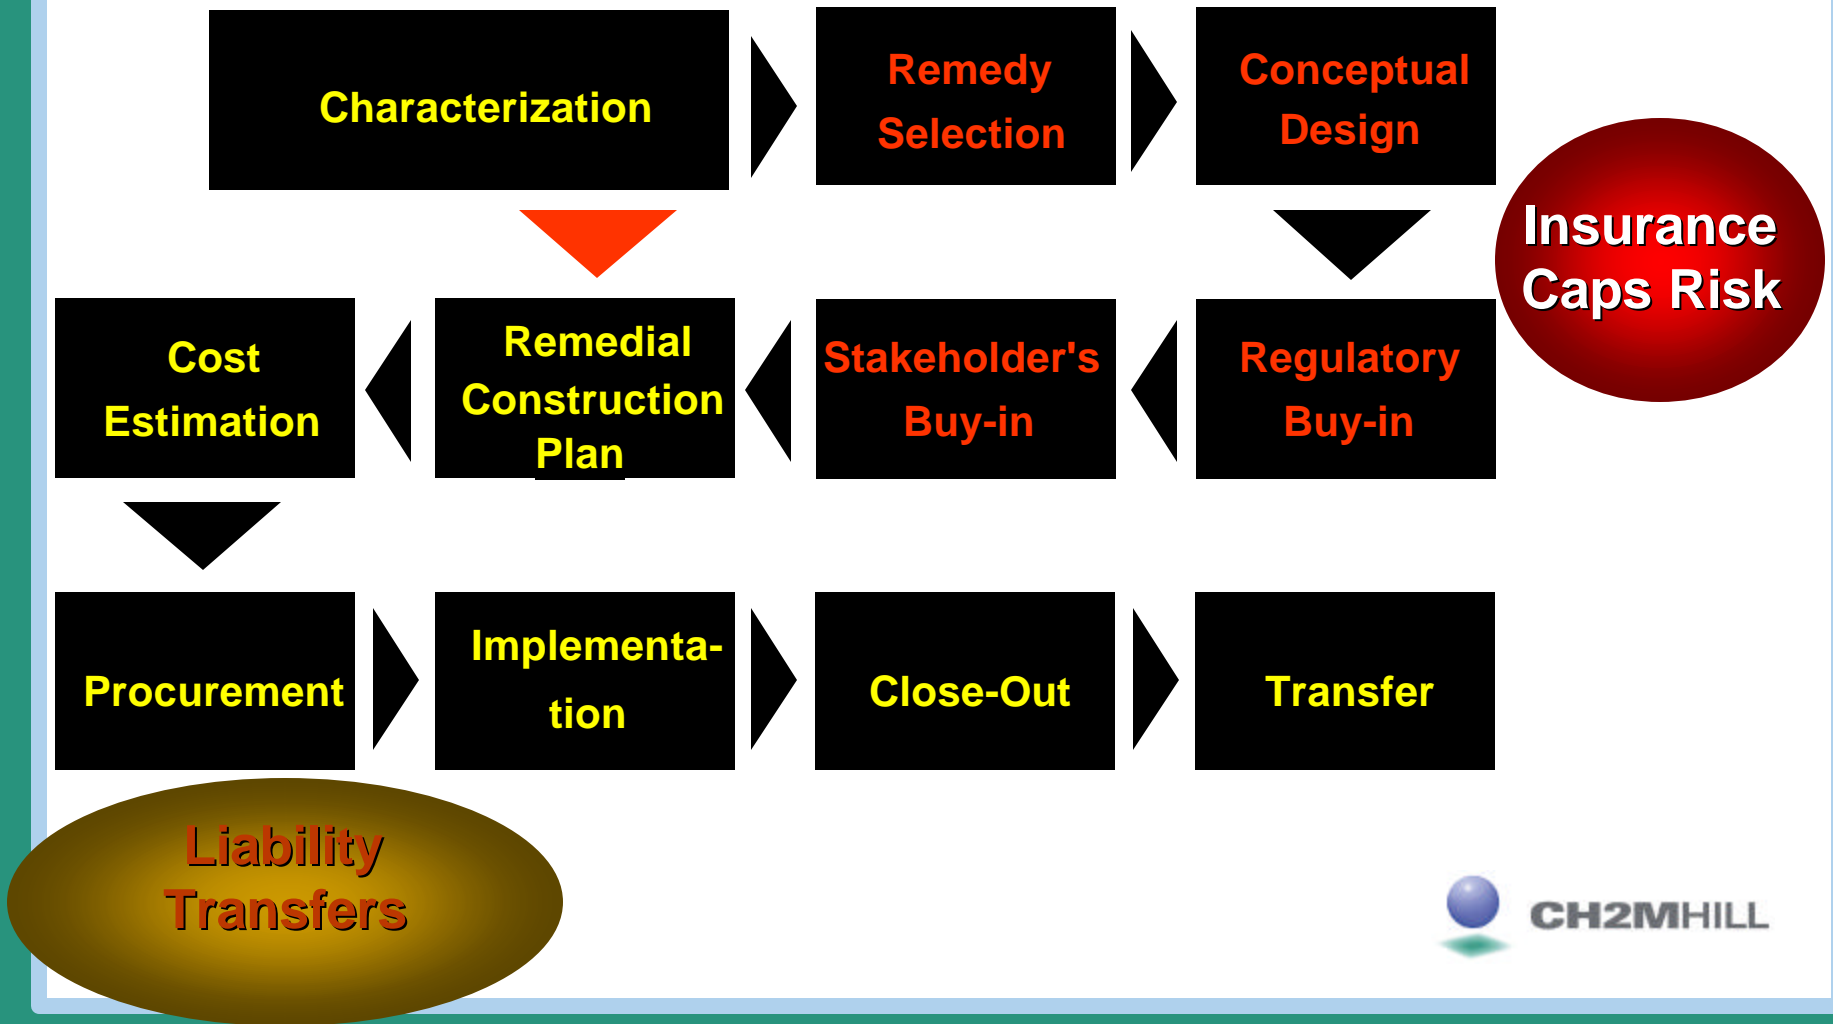 Characterization
Remedy
Selection
Conceptual
Design
Insurance
Caps Risk
Cost
Estimation
Remedial
Construction
Plan
Stakeholder's
Buy-in
Regulatory
Buy-in
Procurement
Implementa-
tion
Close-Out
Transfer
Liability
Transfers
CH2MHILL